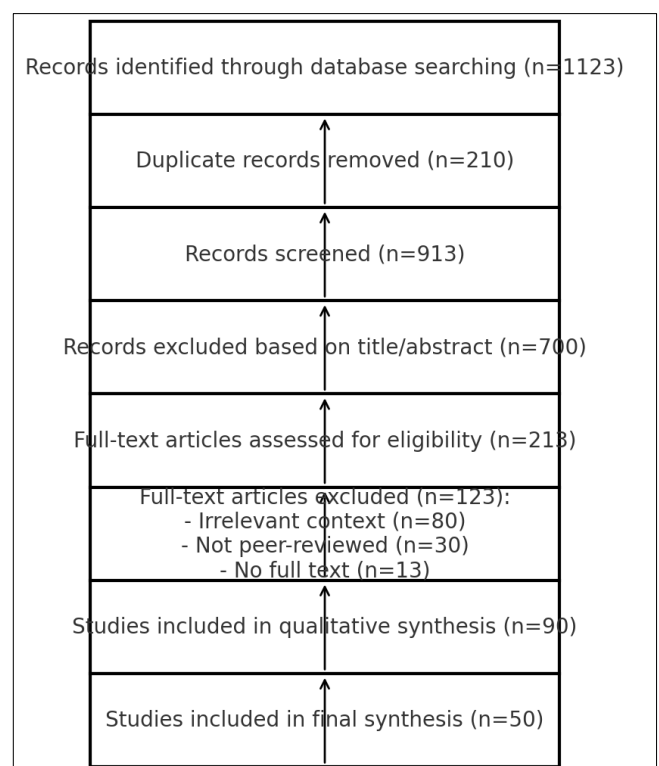 Records identified through database searching (n=1123)
Duplicate records removed (n=210)
Records screened (n=913)
Records excluded based on title/abstract (n=700)
Full-text articles assessed for eligibility (n=213)
Full-text articles excluded (n=123):
- Irrelevant context (n=80)
- Not peer-reviewed (n=30)
- No full text (n=13)
Studies included in qualitative synthesis (n=90)
Studies included in final synthesis (n=50)